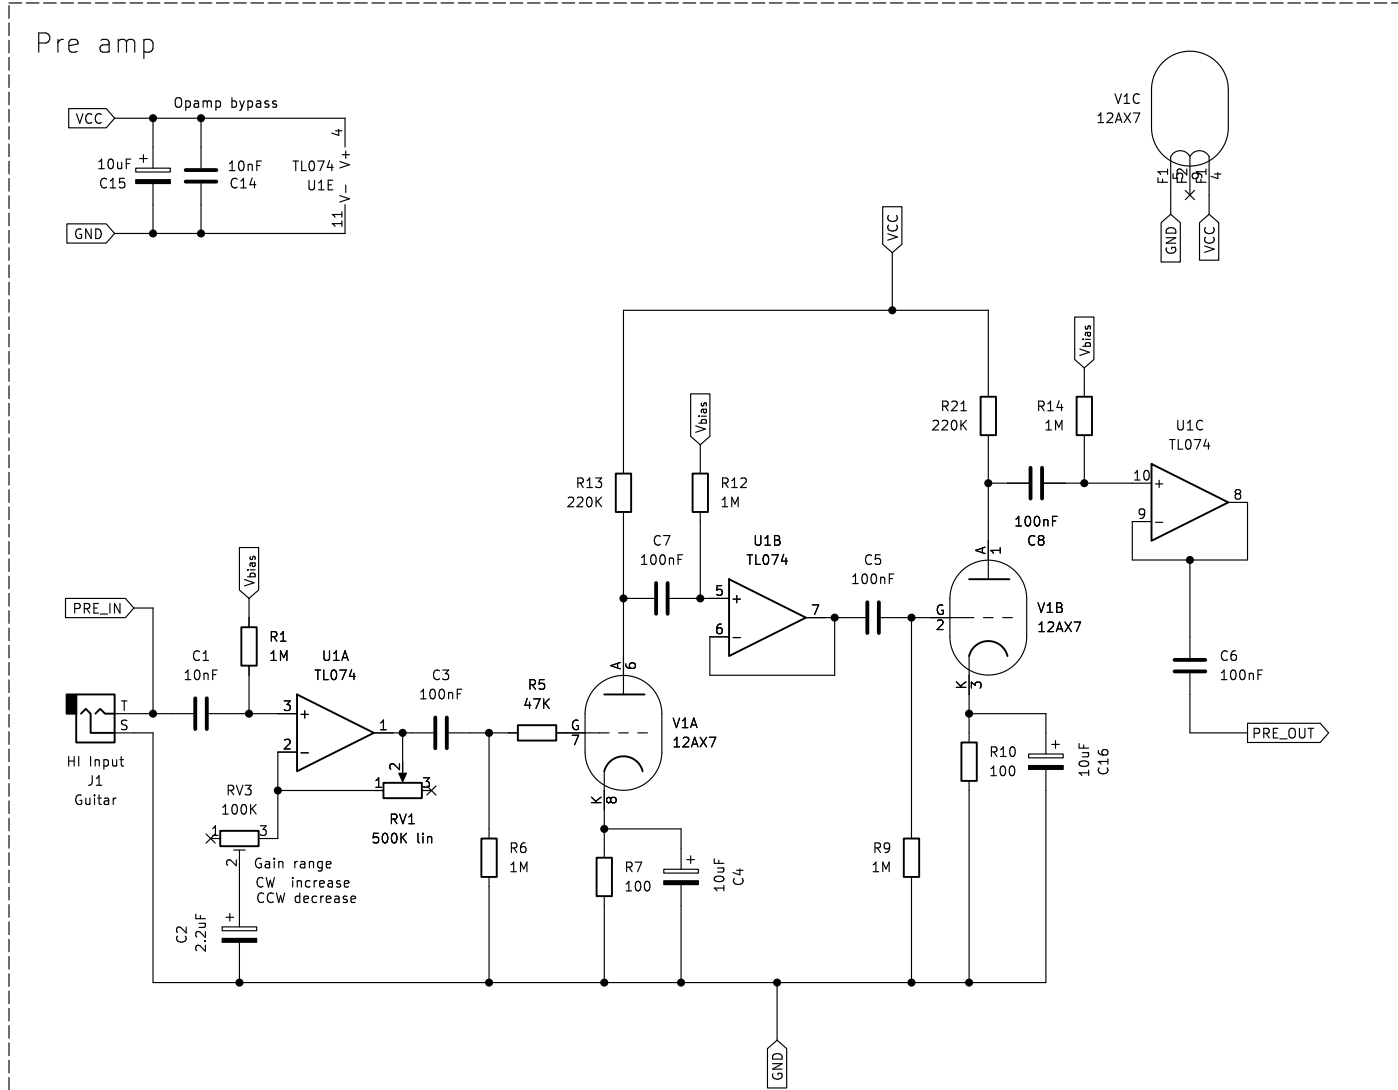 Pre amp
Opamp bypass
VCC
10uF
C15
+
10nF
C14
TL074
U1E
4
V+
V-
11
GND
V1C
12AX7
F1
5
F2
9
F1
4
GND
VCC
VCC
Vbias
R21
220K
R14
1M
U1C
TL074
10
+
9
-
8
100nF
C8
Vbias
R13
220K
R12
1M
C7
100nF
U1B
TL074
5
+
6
-
7
C5
100nF
A
1
G
2
V1B
12AX7
K
3
C6
100nF
PRE_OUT
R10
100
+
10uF
C16
Vbias
PRE_IN
R1
1M
C1
10nF
U1A
TL074
3
+
2
-
1
C3
100nF
R5
47K
A
6
G
7
V1A
12AX7
K
8
T
S
HI Input
J1
Guitar
RV3
100K
1
3
2
1
2
3
RV1
500K lin
Gain range
CW increase
CCW decrease
R6
1M
R7
100
+
10uF
C4
R9
1M
C2
2.2uF
+
GND